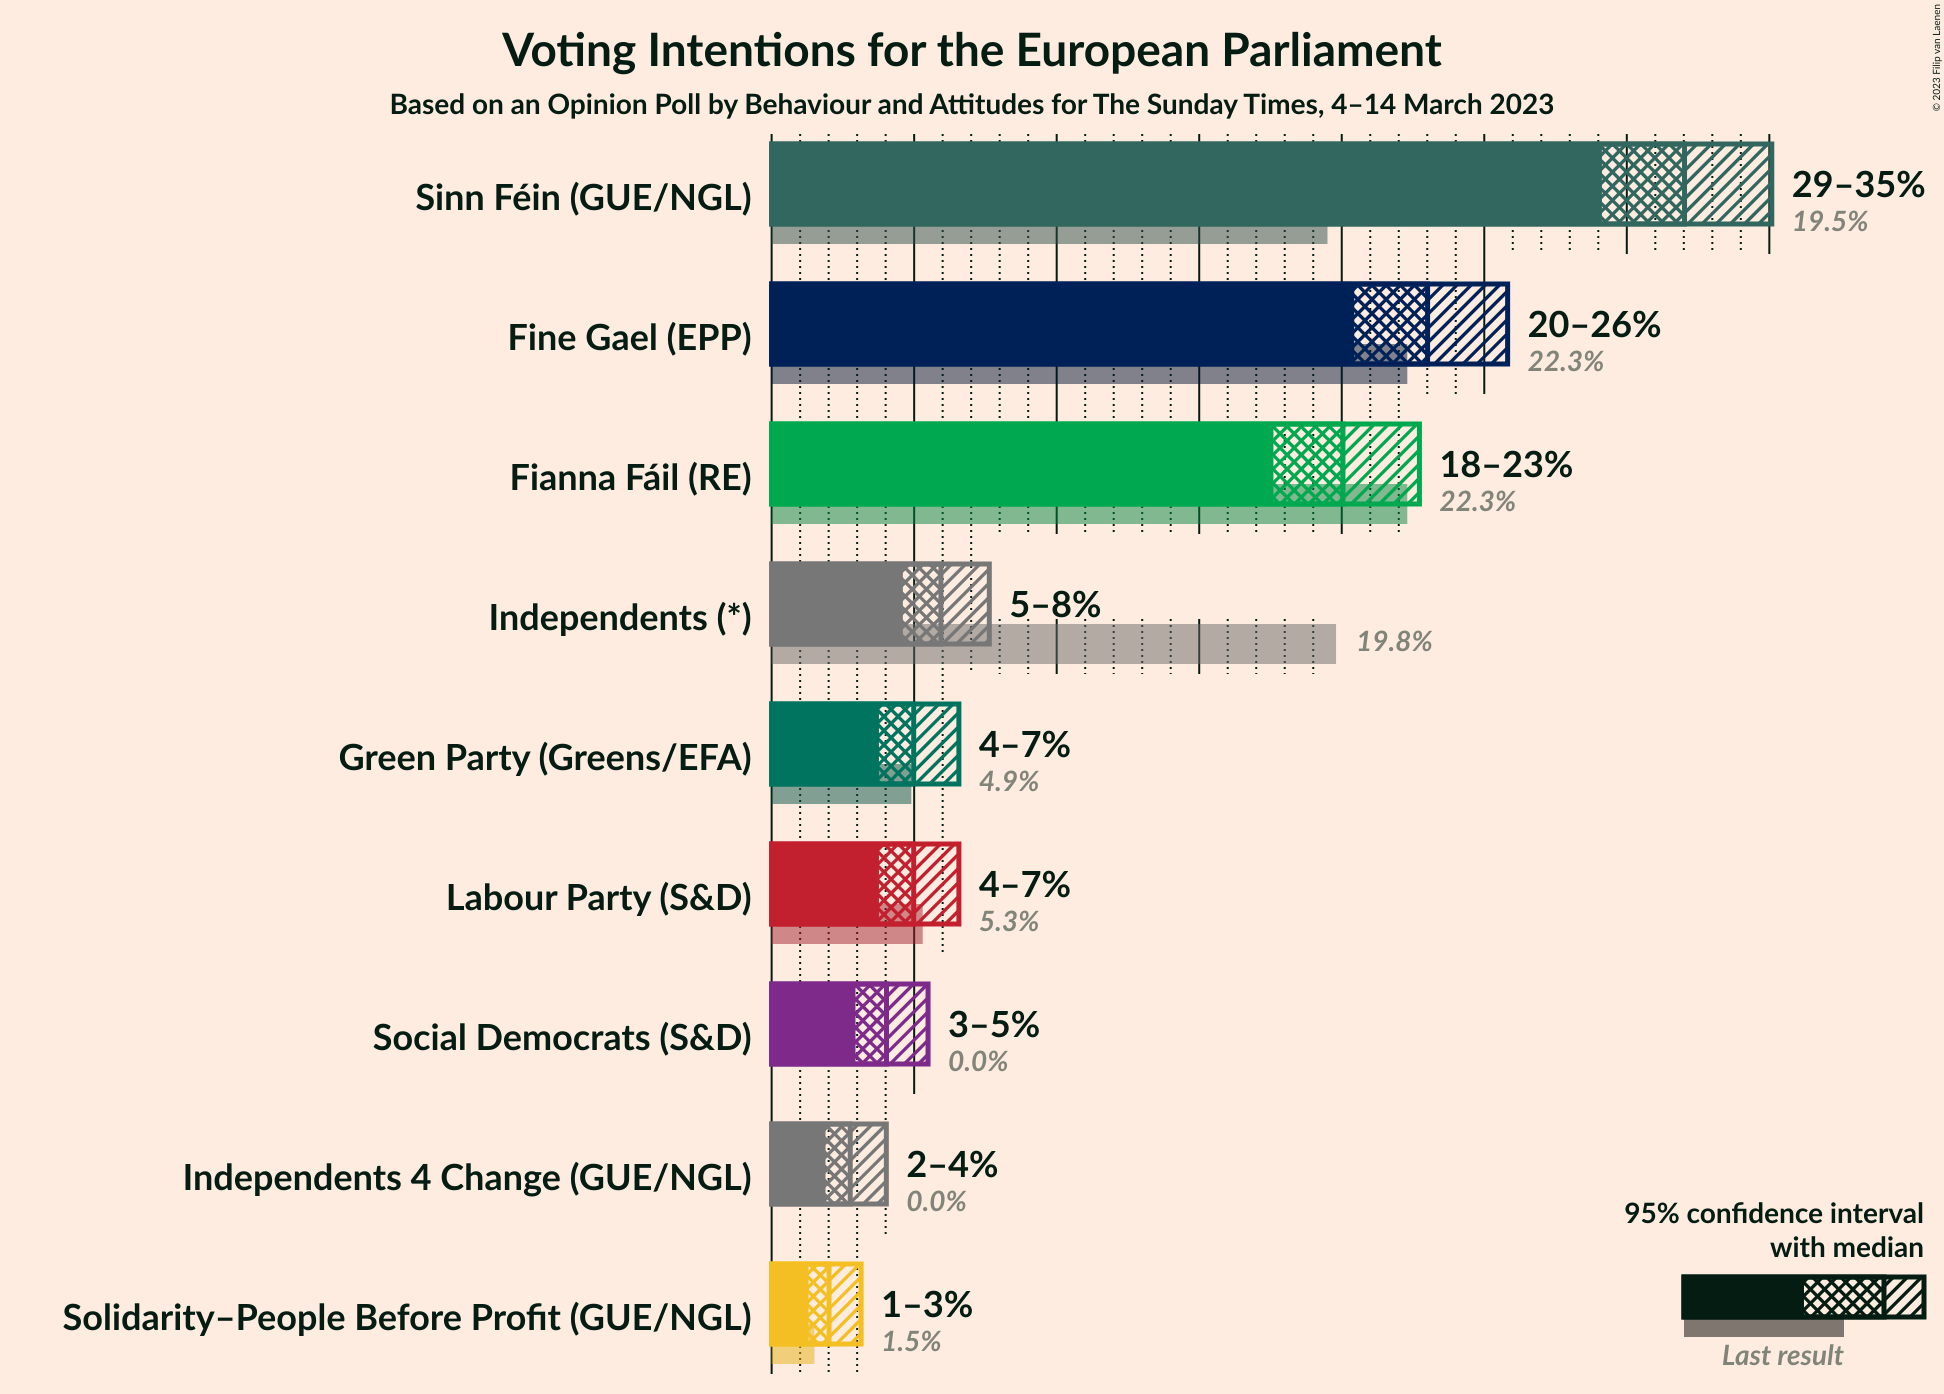 Voting Intentions for the European Parliament
Based on an Opinion Poll by Behaviour and Attitudes for The Sunday Times, 4–14 March 2023
© 2023 Filip van Laenen
Sinn Féin (GUE/NGL)
29–35%
19.5%
Fine Gael (EPP)
20–26%
22.3%
Fianna Fáil (RE)
18–23%
22.3%
Independents (*)
5–8%
19.8%
Green Party (Greens/EFA)
4–7%
4.9%
Labour Party (S&D)
4–7%
5.3%
Social Democrats (S&D)
3–5%
0.0%
Independents 4 Change (GUE/NGL)
2–4%
0.0%
Solidarity–People Before Profit (GUE/NGL)
1–3%
1.5%
95% confidence interval
with median
Last result